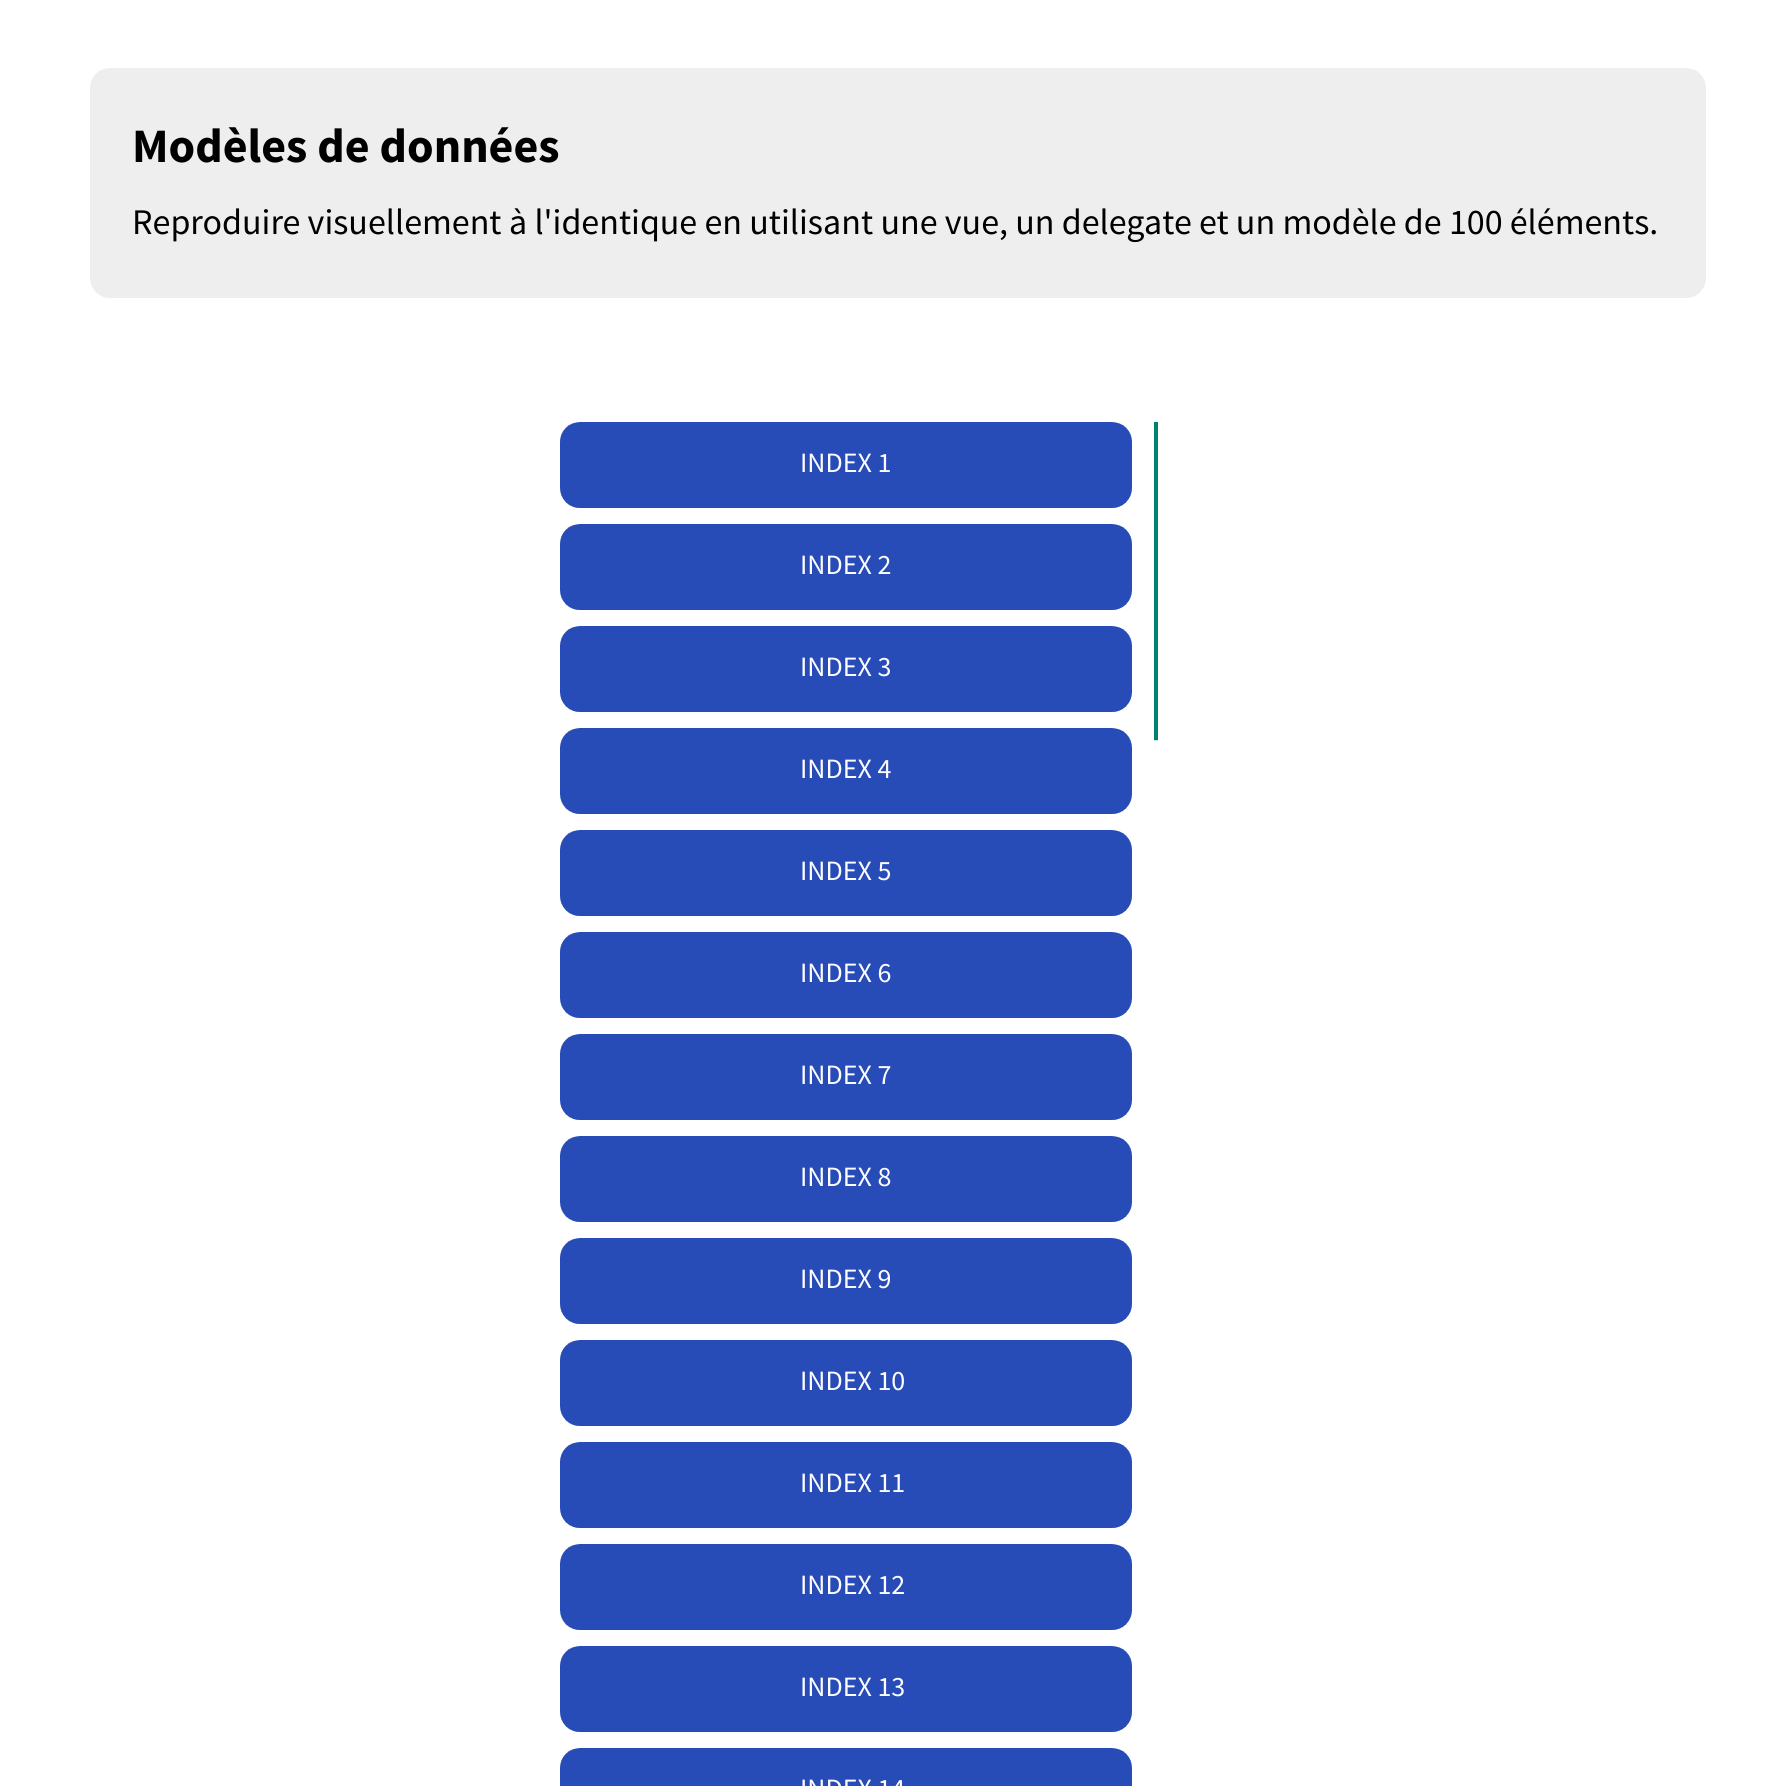 Modèles de données
Reproduire visuellement à l'identique en utilisant une vue, un delegate et un modèle de 100 éléments.
INDEX 1
INDEX 2
INDEX 3
INDEX 4
INDEX 5
INDEX 6
INDEX 7
INDEX 8
INDEX 9
INDEX 10
INDEX 11
INDEX 12
INDEX 13
INDEX 14